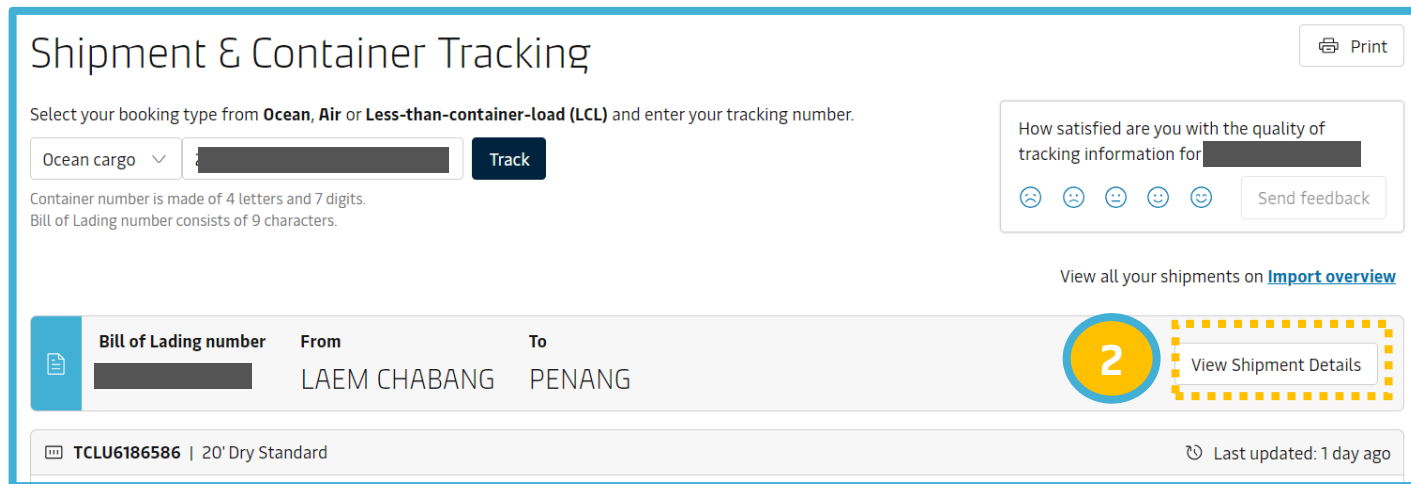 Shipment & Container Tracking
Print
Select your booking type from Ocean, Air or Less-than-container-load (LCL) and enter your tracking number.
Ocean cargo
Track
Container number is made of 4 letters and 7 digits.
Bill of Lading number consists of 9 characters.
How satisfied are you with the quality of
tracking information for
Send feedback
View all your shipments on Import overview
Bill of Lading number
From
To
LAEM CHABANG
PENANG
2
View Shipment Details
TCLU6186586 | 20' Dry Standard
Last updated: 1 day ago